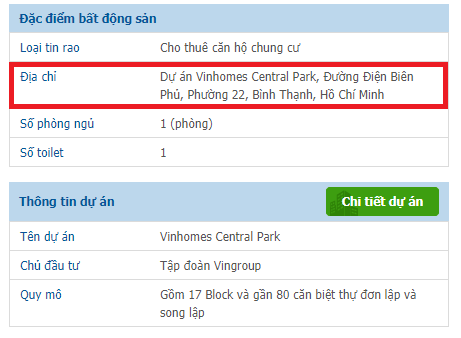 Đặc điểm bất động sản
Loại tin rao Cho thuê căn hộ chung cư
Địa chỉ Dự án Vinhomes Central Park, Đường Điện Biên
Phủ, Phường 22, Bình Thạnh, Hồ Chí Minh
Số phòng ngủ 1 (phòng)
Số toilet 1
Thông tin dự án Chi tiết dự án
Tên dự án Vinhomes Central Park
Chủ đầu tư Tập đoàn Vingroup
Quy mô Gồm 17 Block và gần 80 căn biệt thự đơn lập và
song lập